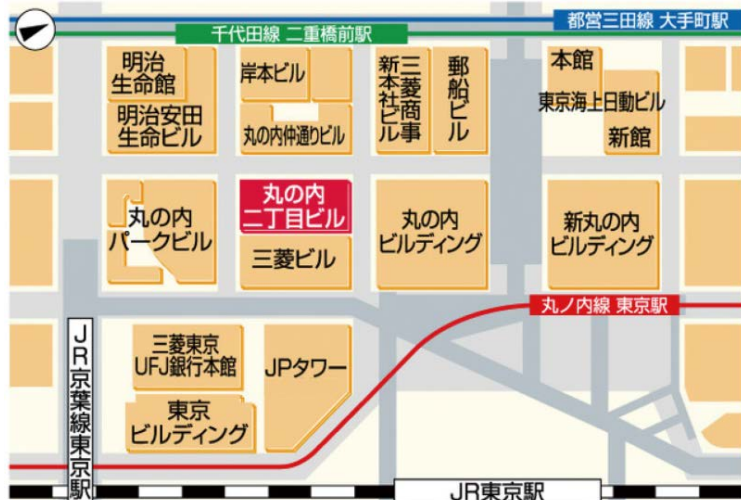 都営三田線 大手町駅
千代田線 二重橋前駅
明治
生命館
明治安田
生命ビル
岸本ビル
丸の内仲通りビル
三菱商事
新本社ビル
郵船ビル
本館
東京海上日動ビル
新館
丸の内
パークビル
丸の内
二丁目ビル
三菱ビル
丸の内
ビルディング
新丸の内
ビルディング
丸ノ内線 東京駅
JR京葉線東京駅
三菱東京
UFJ銀行本館
JPタワー
東京
ビルディング
JR東京駅